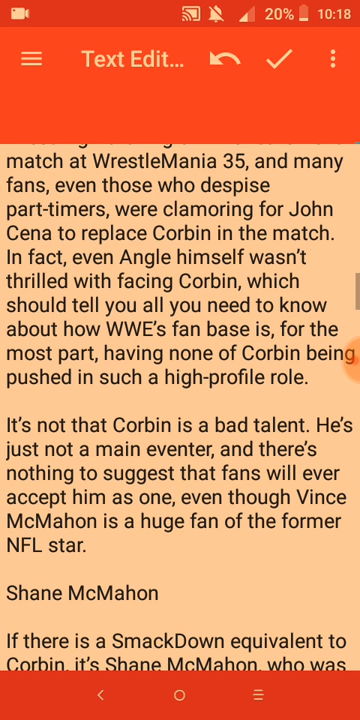 20% 10:18
Text Edit...
match at WrestleMania 35, and many
fans, even those who despise
part-timers, were clamoring for John
Cena to replace Corbin in the match.
In fact, even Angle himself wasn't
thrilled with facing Corbin, which
should tell you all you need to know
about how WWE's fan base is, for the
most part, having none of Corbin being
pushed in such a high-profile role.
It's not that Corbin is a bad talent. He's
just not a main eventer, and there's
nothing to suggest that fans will ever
accept him as one, even though Vince
McMahon is a huge fan of the former
NFL star.
Shane McMahon
If there is a SmackDown equivalent to
Corbin, it's Shane McMahon, who was